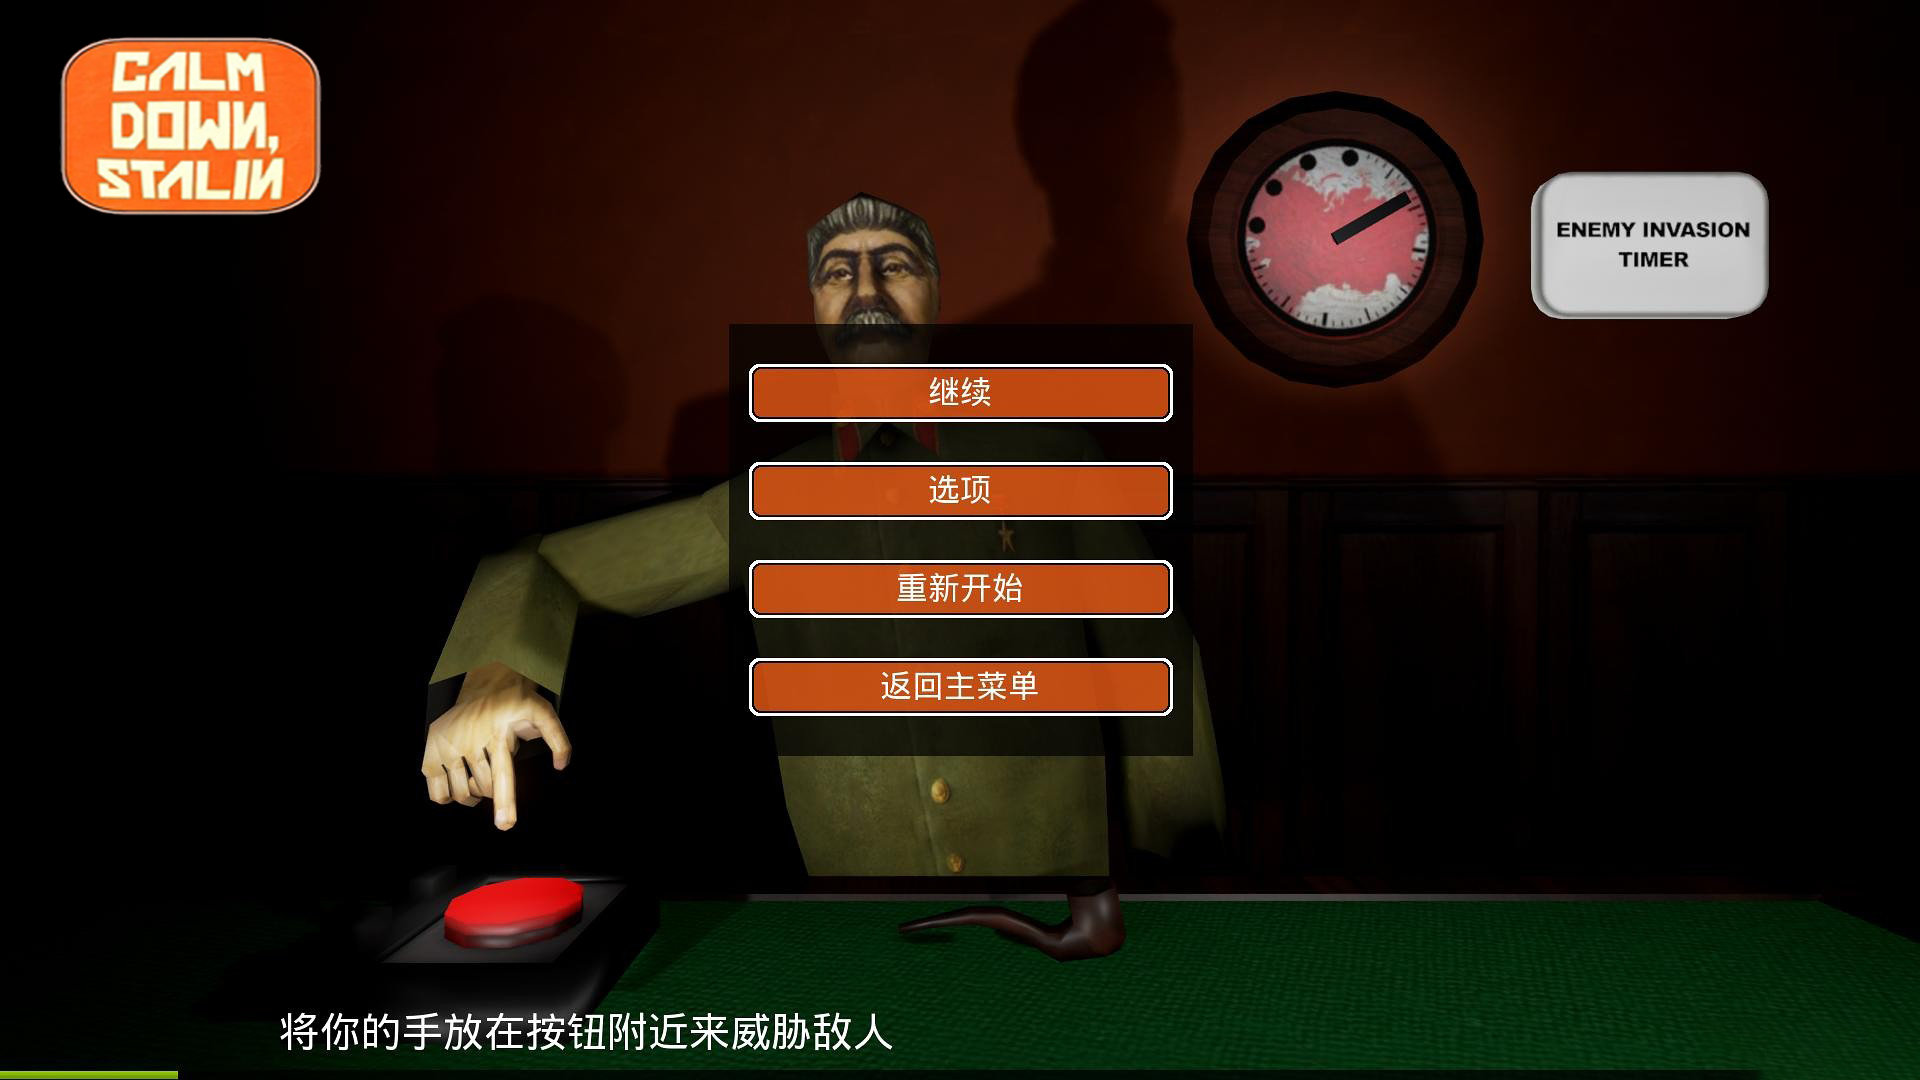 CALM
DOWN,
STALIN
ENEMY INVASION
TIMER
继续
选项
重新开始
返回主菜单
将你的手放在按钮附近来威胁敌人